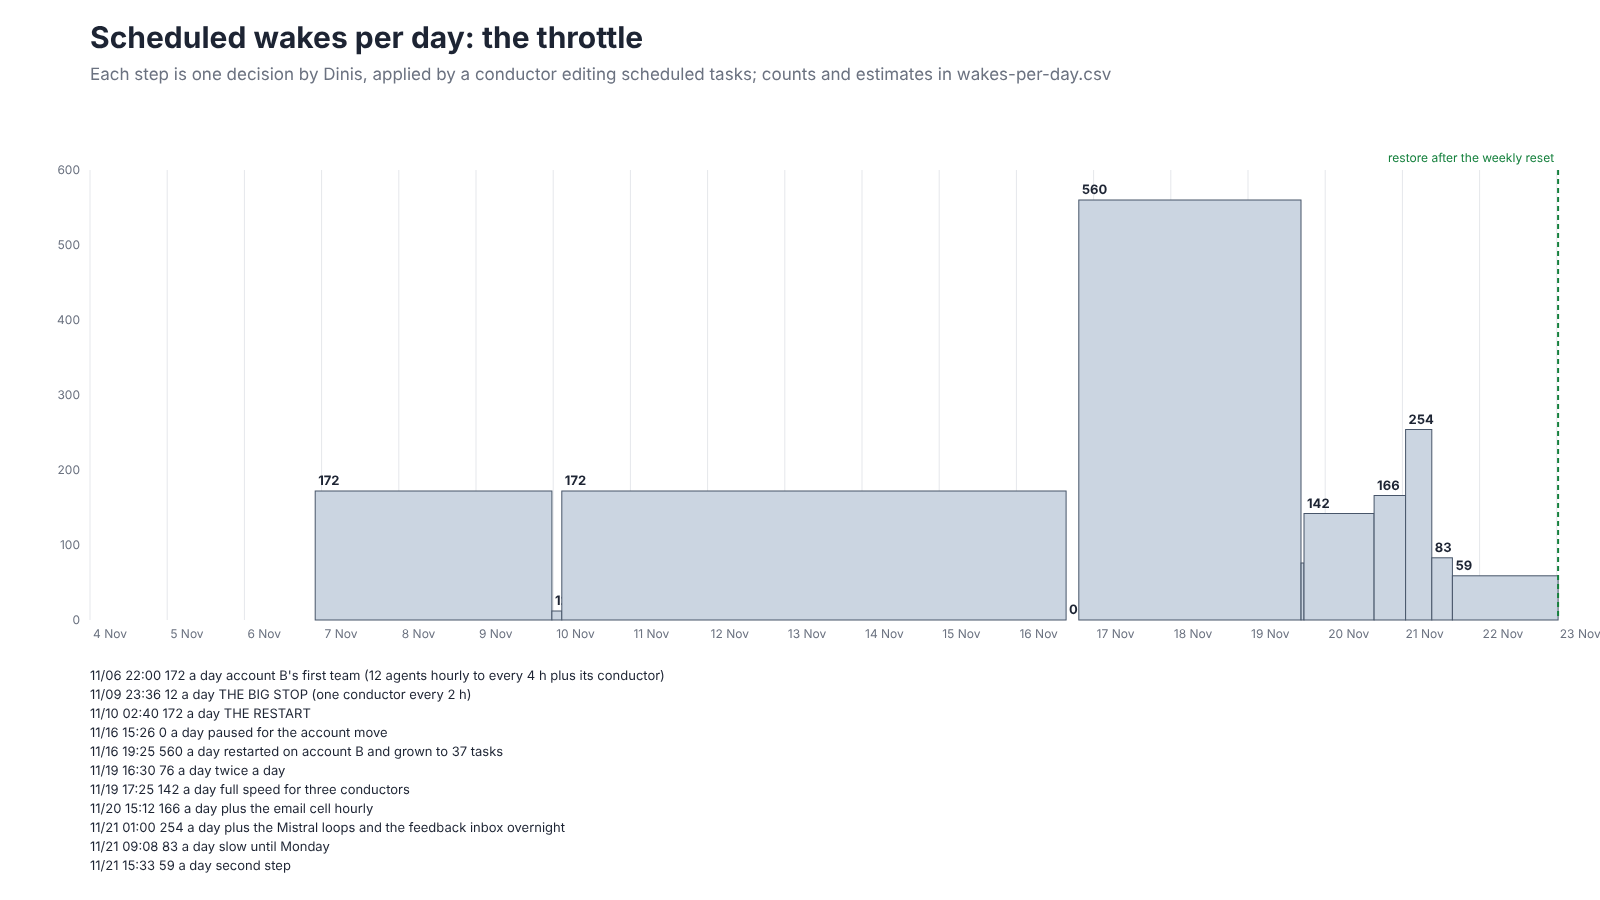 Scheduled wakes per day: the throttle
Each step is one decision by Dinis, applied by a conductor editing scheduled tasks; counts and estimates in wakes-per-day.csv
restore after the weekly reset
600
500
400
300
200
100
0
172
1
172
0
560
142
166
254
83
59
4 Nov
5 Nov
6 Nov
7 Nov
8 Nov
9 Nov
10 Nov
11 Nov
12 Nov
13 Nov
14 Nov
15 Nov
16 Nov
17 Nov
18 Nov
19 Nov
20 Nov
21 Nov
22 Nov
23 Nov
11/06 22:00 172 a day account B's first team (12 agents hourly to every 4 h plus its conductor)
11/09 23:36 12 a day THE BIG STOP (one conductor every 2 h)
11/10 02:40 172 a day THE RESTART
11/16 15:26 0 a day paused for the account move
11/16 19:25 560 a day restarted on account B and grown to 37 tasks
11/19 16:30 76 a day twice a day
11/19 17:25 142 a day full speed for three conductors
11/20 15:12 166 a day plus the email cell hourly
11/21 01:00 254 a day plus the Mistral loops and the feedback inbox overnight
11/21 09:08 83 a day slow until Monday
11/21 15:33 59 a day second step